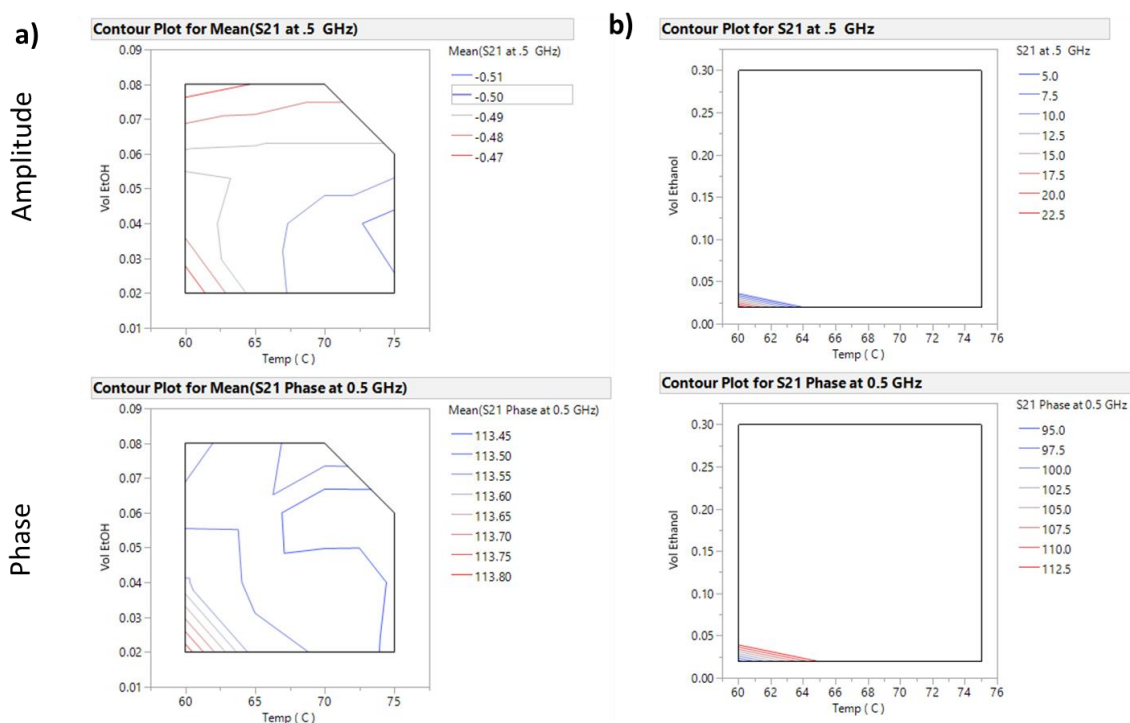 a)
Amplitude
Contour Plot for Mean(S21 at .5 GHz)
Mean(S21 at .5 GHz)
-0.51
-0.50
-0.49
-0.48
-0.47
Vol EtOH
0.09
0.08
0.07
0.06
0.05
0.04
0.03
0.02
0.01
60 65 70 75
Temp ( C )
b)
Contour Plot for S21 at .5 GHz
S21 at .5 GHz
5.0
7.5
10.0
12.5
15.0
17.5
20.0
22.5
Vol Ethanol
0.30
0.25
0.20
0.15
0.10
0.05
0.00
60 62 64 66 68 70 72 74 76
Temp ( C )
Phase
Contour Plot for Mean(S21 Phase at 0.5 GHz)
Mean(S21 Phase at 0.5 GHz)
113.45
113.50
113.55
113.60
113.65
113.70
113.75
113.80
Vol EtOH
0.09
0.08
0.07
0.06
0.05
0.04
0.03
0.02
0.01
60 65 70 75
Temp ( C )
Contour Plot for S21 Phase at 0.5 GHz
S21 Phase at 0.5 GHz
95.0
97.5
100.0
102.5
105.0
107.5
110.0
112.5
Vol Ethanol
0.30
0.25
0.20
0.15
0.10
0.05
0.00
60 62 64 66 68 70 72 74 76
Temp ( C )